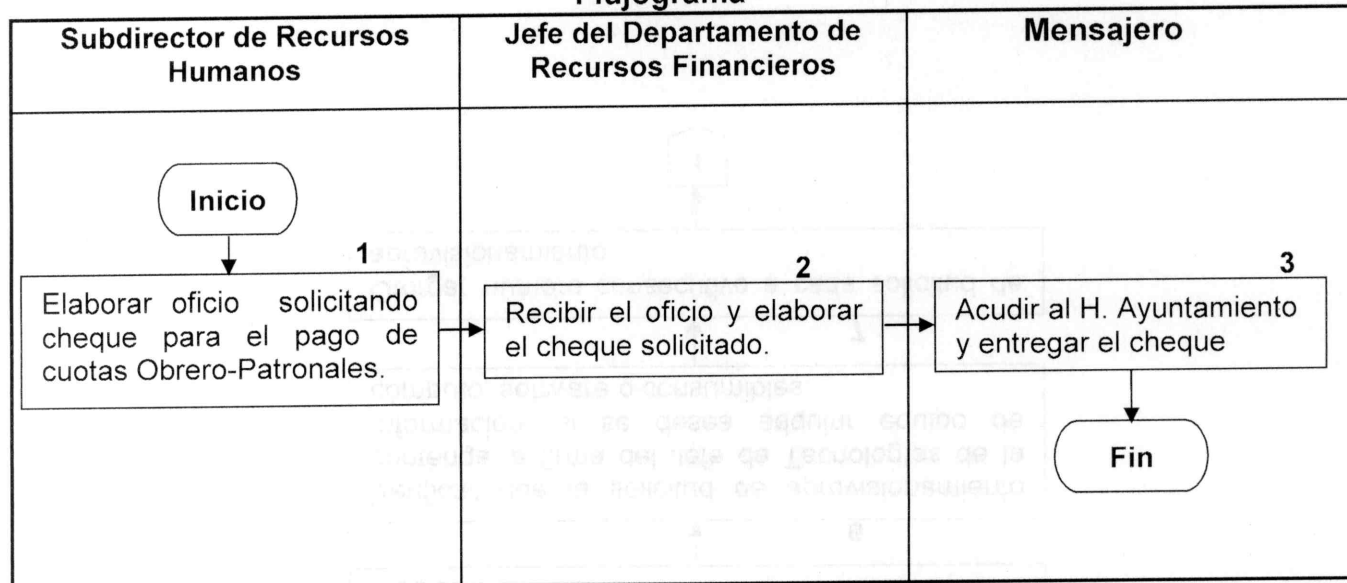 Flujograma
Subdirector de Recursos
Humanos
Jefe del Departamento de
Recursos Financieros
Mensajero
Inicio
1
Elaborar oficio solicitando
cheque para el pago de
cuotas Obrero-Patronales.
2
Recibir el oficio y elaborar
el cheque solicitado.
3
Acudir al H. Ayuntamiento
y entregar el cheque
Fin